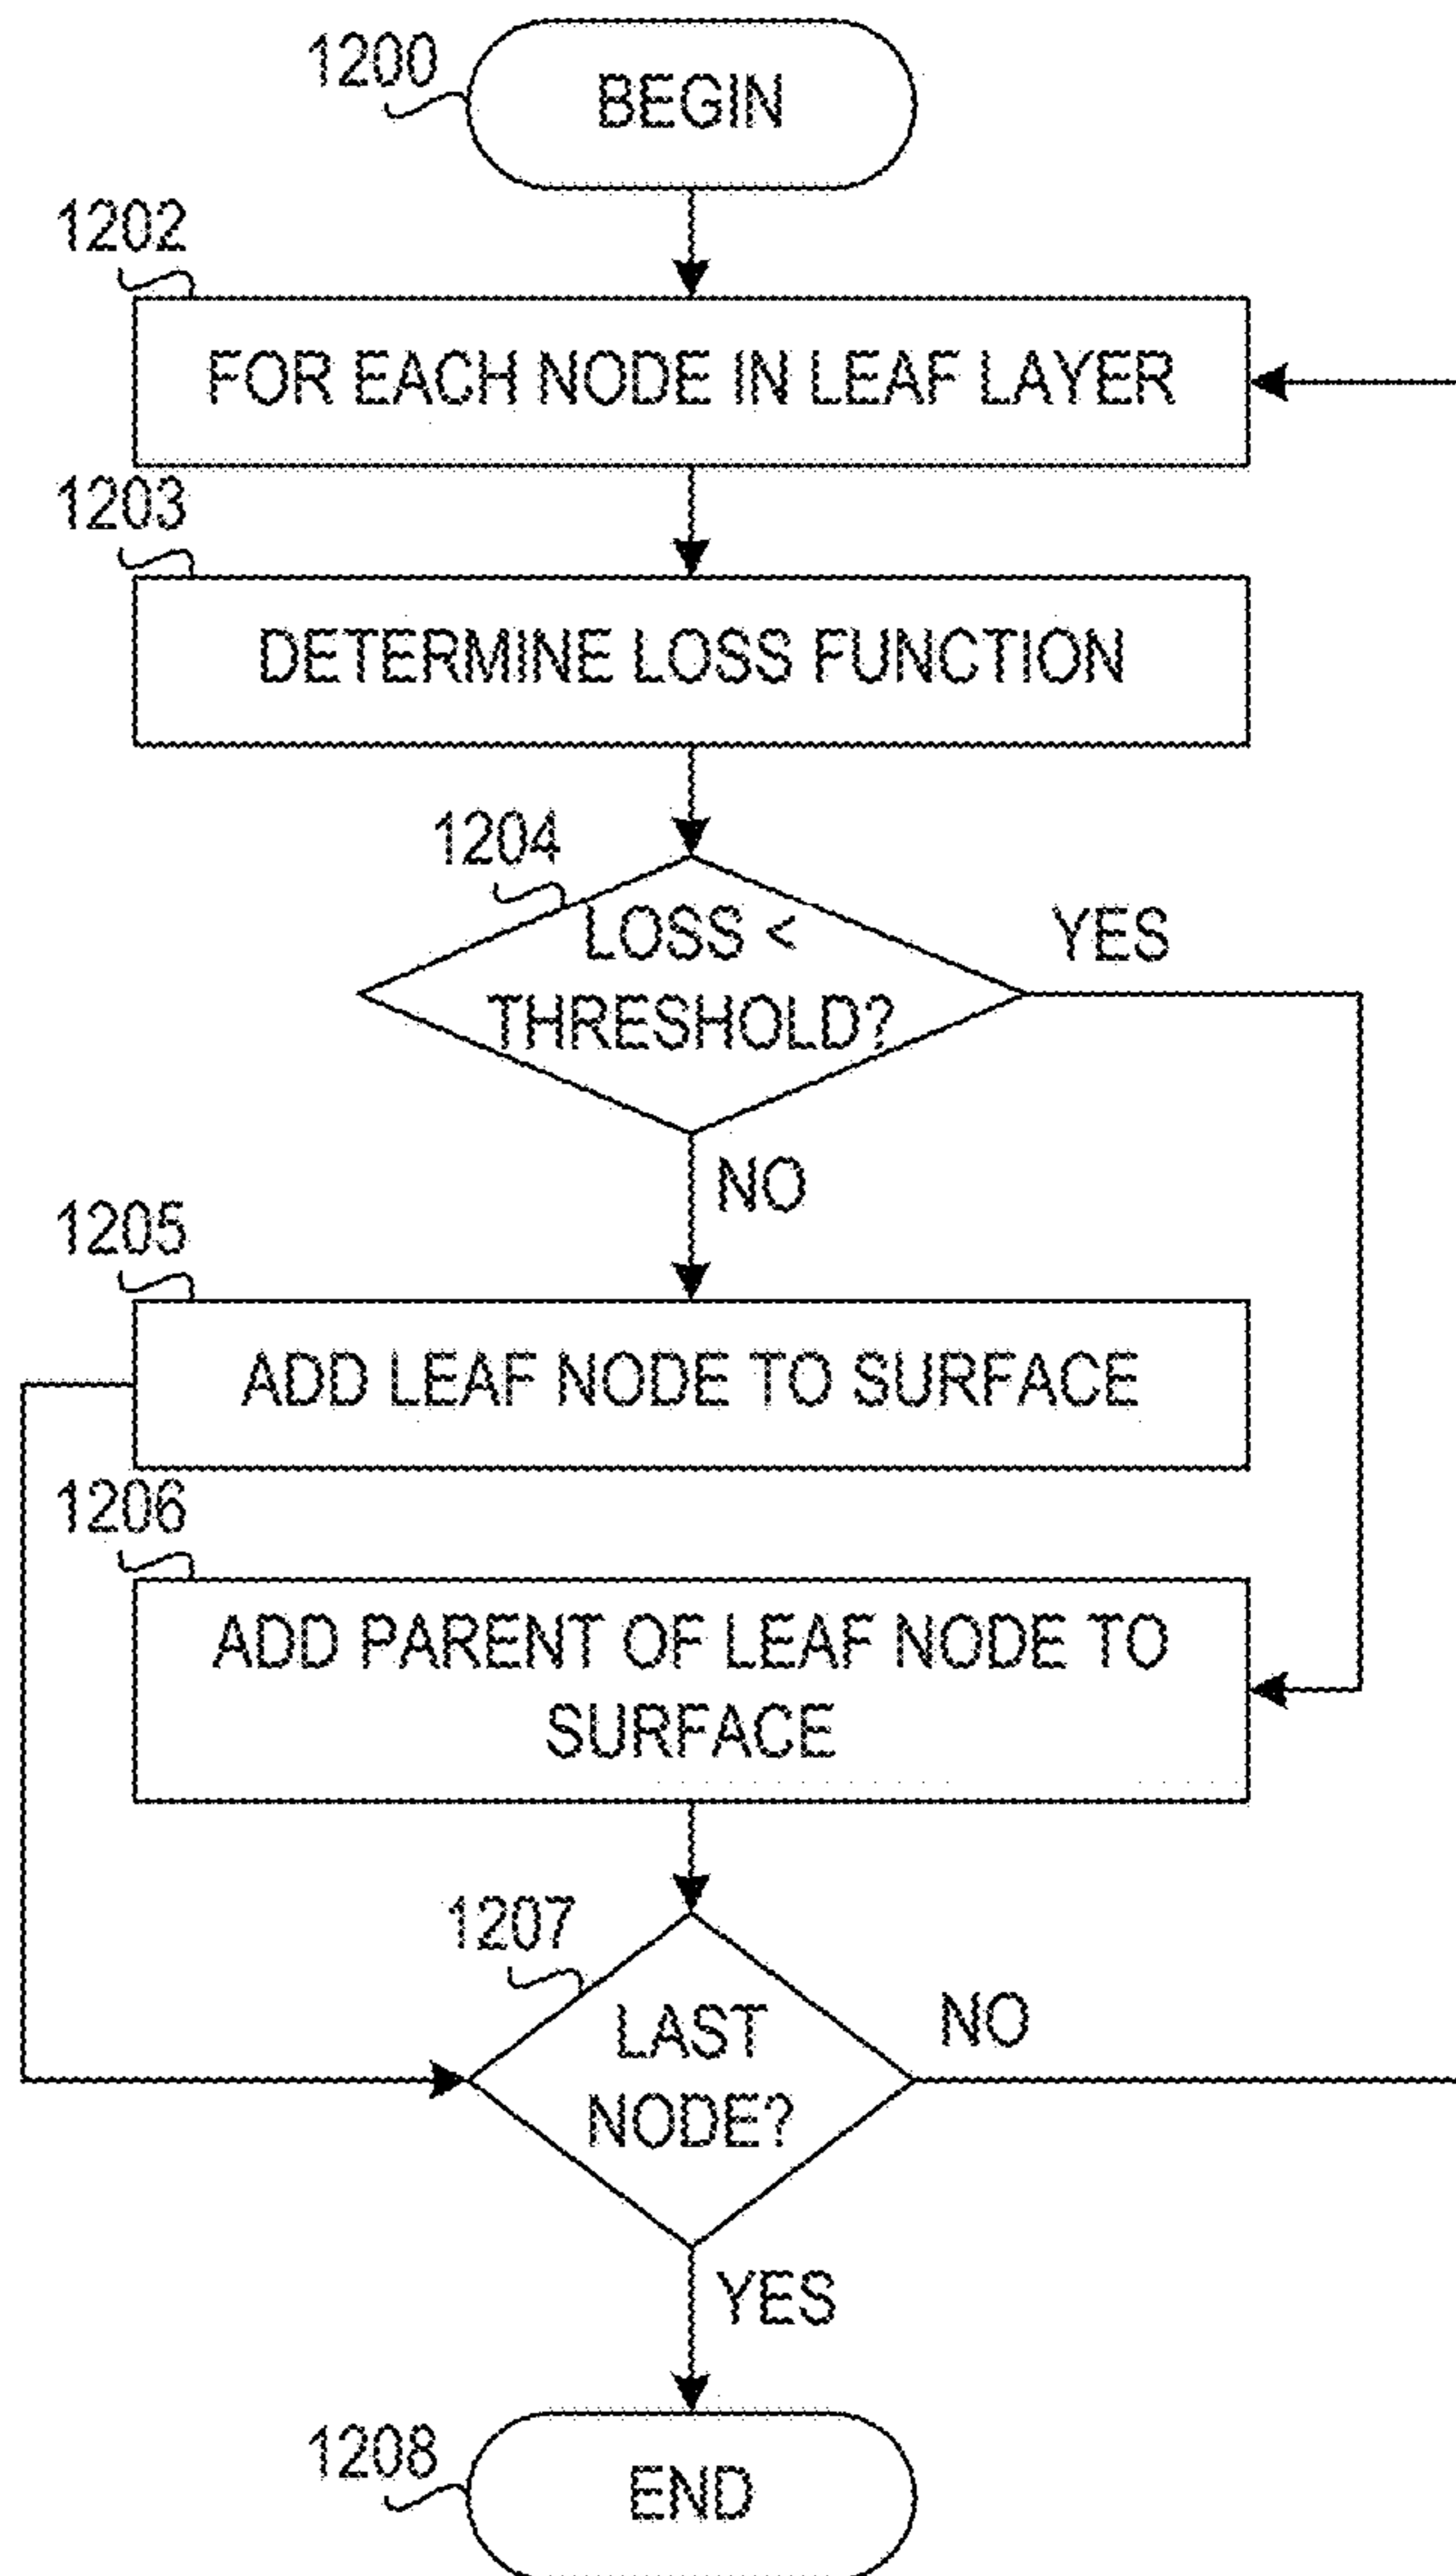 1200
BEGIN
1202
FOR EACH NODE IN LEAF LAYER
1203
DETERMINE LOSS FUNCTION
1204
LOSS <
THRESHOLD?
YES
NO
1205
ADD LEAF NODE TO SURFACE
1206
ADD PARENT OF LEAF NODE TO
SURFACE
1207
LAST
NODE?
NO
YES
1208
END